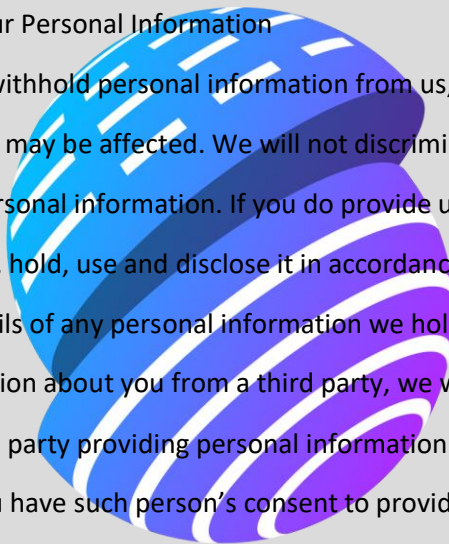 ur Personal Information
withhold personal information from us,
may be affected. We will not discrimi
rsonal information. If you do provide u
hold, use and disclose it in accordanc
ils of any personal information we hol
ion about you from a third party, we w
party providing personal information
have such person's consent to provid